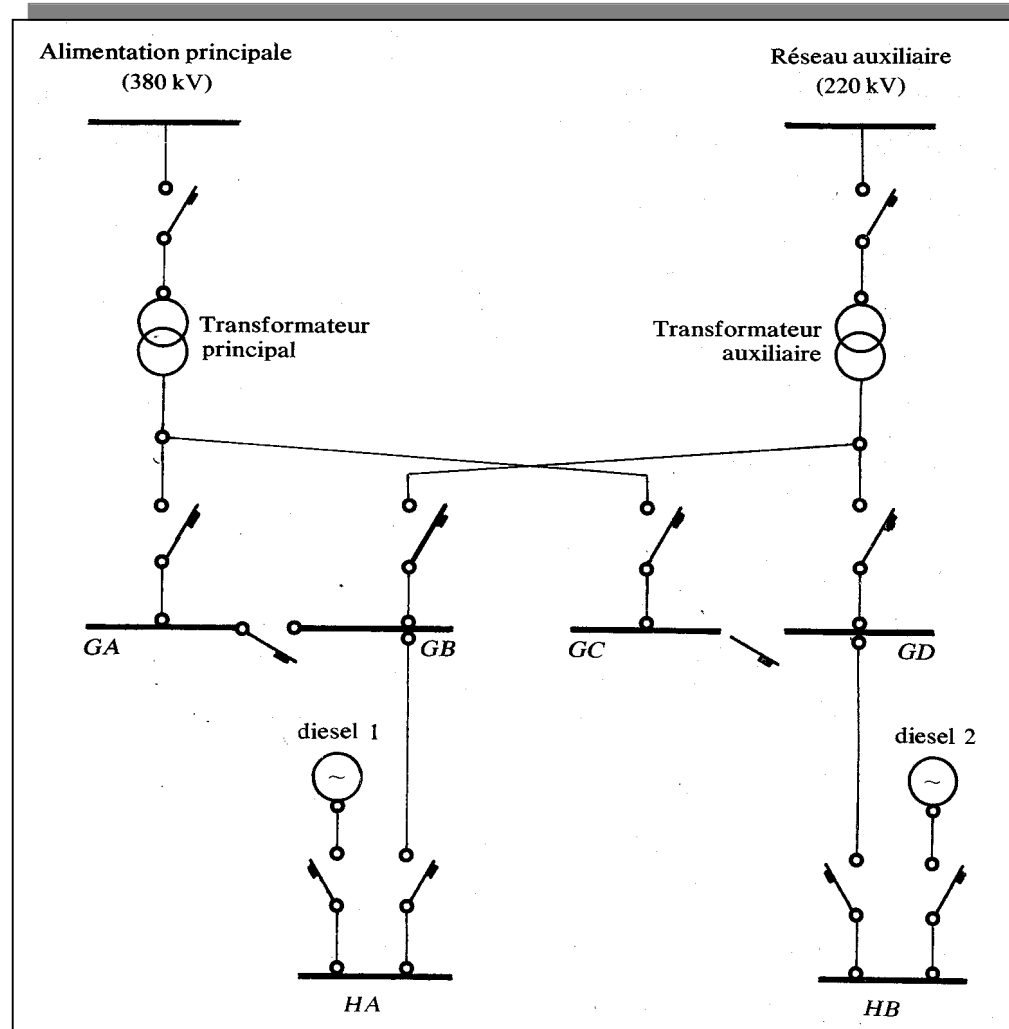 Alimentation principale
(380 kV)
Réseau auxiliaire
(220 kV)
Transformateur
principal
Transformateur
auxiliaire
GA
GB
GC
GD
diesel 1
diesel 2
~
~
HA
HB